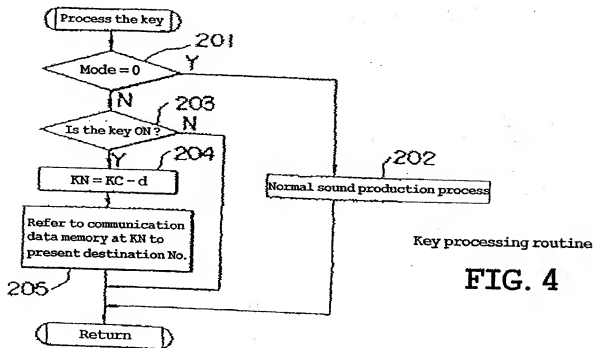 Process the key
201
Mode = 0
Y
N
203
Is the key ON ?
N
Y
204
202
KN = KC – d
Normal sound production process
Refer to communication
data memory at KN to
present destination No.
205
Key processing routine
FIG. 4
Return